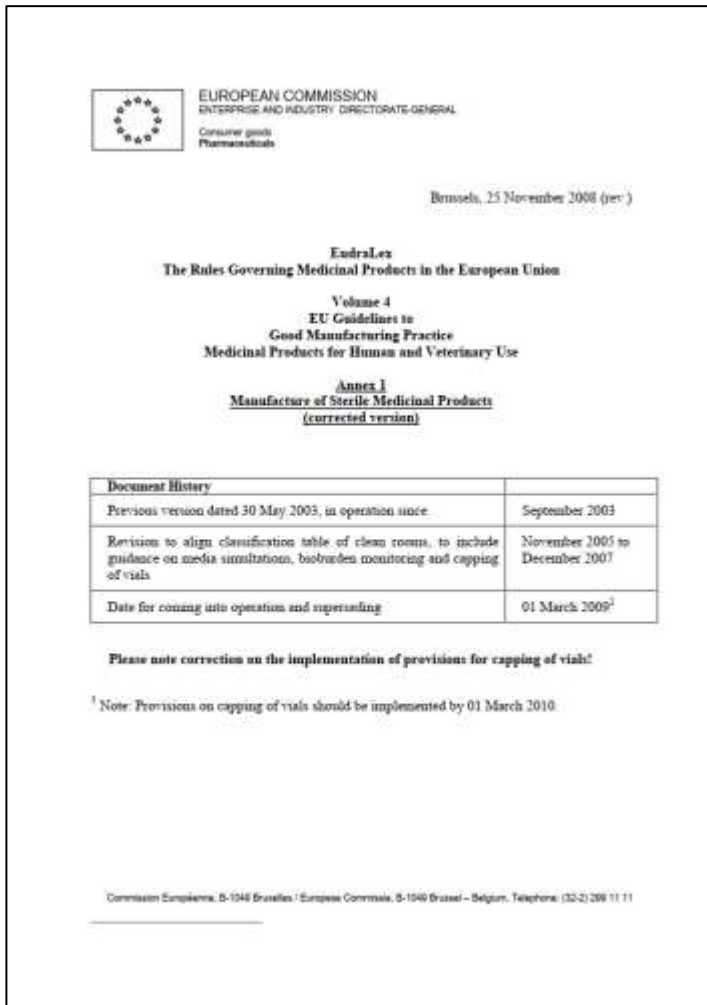 EUROPEAN COMMISSION
ENTERPRISE AND INDUSTRY DIRECTORATE-GENERAL
Consumer goods
Pharmaceuticals
Brussels, 25 November 2008 (rev.)
EudraLex
The Rules Governing Medicinal Products in the European Union
Volume 4
EU Guidelines to
Good Manufacturing Practice
Medicinal Products for Human and Veterinary Use
Annex 1
Manufacture of Sterile Medicinal Products
(corrected version)
Document History
Previous version dated 30 May 2003, in operation since September 2003
Revision to align classification table of clean rooms, to include November 2005 to
guidance on media simulations, bioburden monitoring and capping December 2007
of vials
Date for coming into operation and superseding 01 March 2009¹
Please note correction on the implementation of provisions for capping of vials!
¹ Note: Provisions on capping of vials should be implemented by 01 March 2010.
Commission Européenne, B-1049 Bruxelles / Europese Commissie, B-1049 Brussel – Belgium. Telephone: (32-2) 299 11 11